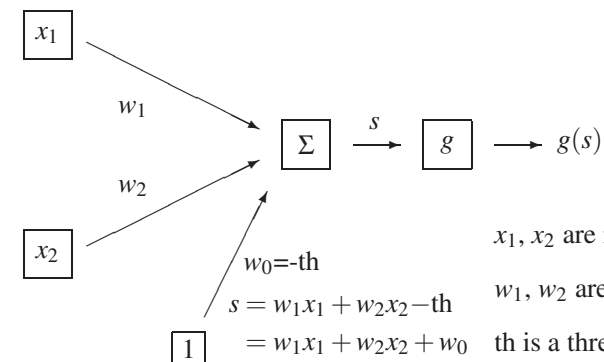 x₁
w₁
Σ
s
g
g(s)
w₂
x₂
x₁, x₂ are
w₀=-th
w₁, w₂ are
s = w₁x₁ + w₂x₂−th
1
= w₁x₁ + w₂x₂ + w₀
th is a thre